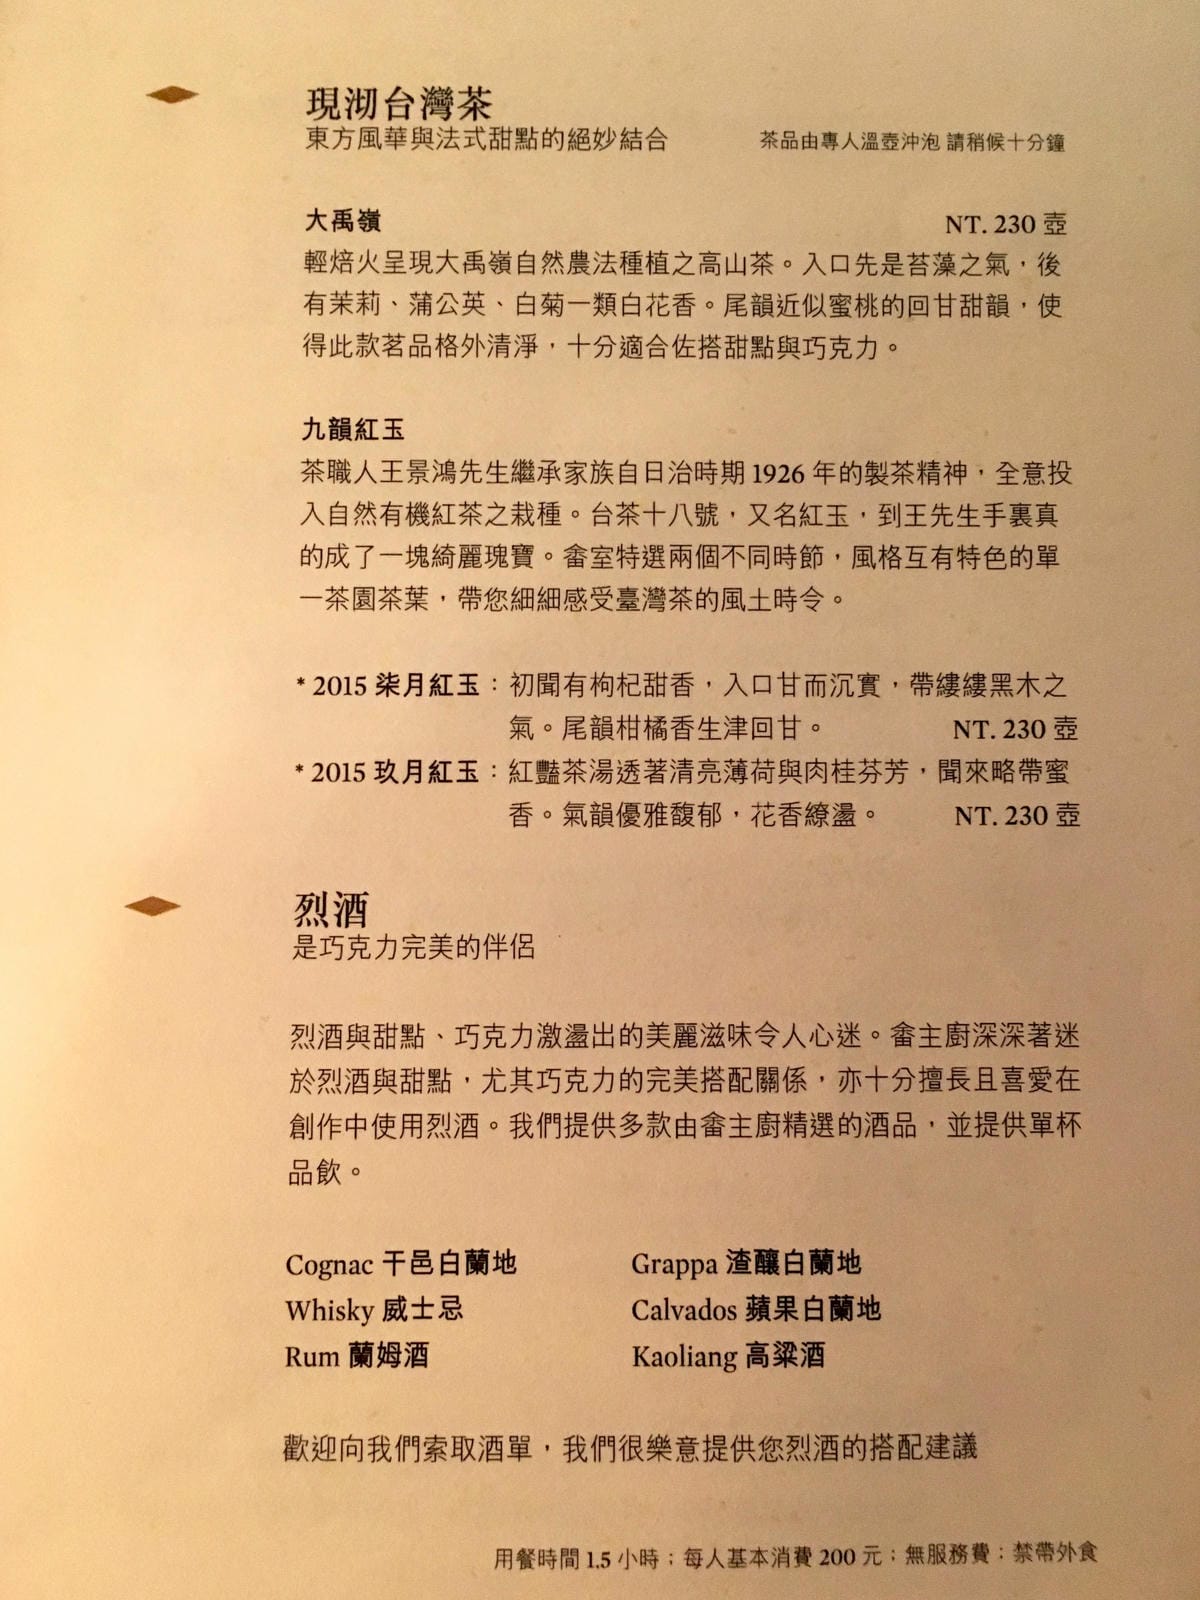 現沏台灣茶
東方風華與法式甜點的絕妙結合 茶品由專人溫壺沖泡 請稍候十分鐘
大禹嶺 NT. 230 壺
輕焙火呈現大禹嶺自然農法種植之高山茶。入口先是苔藻之氣，後
有茉莉、蒲公英、白菊一類白花香。尾韻近似蜜桃的回甘甜韻，使
得此款茗品格外清淨，十分適合佐搭甜點與巧克力。
九韻紅玉
茶職人王景鴻先生繼承家族自日治時期 1926 年的製茶精神，全意投
入自然有機紅茶之栽種。台茶十八號，又名紅玉，到王先生手裏真
的成了一塊綺麗瑰寶。畬室特選兩個不同時節，風格互有特色的單
一茶園茶葉，帶您細細感受臺灣茶的風土時令。
* 2015 柒月紅玉：初聞有枸杞甜香，入口甘而沉實，帶縷縷黑木之
氣。尾韻柑橘香生津回甘。 NT. 230 壺
* 2015 玖月紅玉：紅豔茶湯透著清亮薄荷與肉桂芬芳，聞來略帶蜜
香。氣韻優雅馥郁，花香繚盪。 NT. 230 壺
烈酒
是巧克力完美的伴侶
烈酒與甜點、巧克力激盪出的美麗滋味令人心迷。畬主廚深深著迷
於烈酒與甜點，尤其巧克力的完美搭配關係，亦十分擅長且喜愛在
創作中使用烈酒。我們提供多款由畬主廚精選的酒品，並提供單杯
品飲。
Cognac 干邑白蘭地 Grappa 渣釀白蘭地
Whisky 威士忌 Calvados 蘋果白蘭地
Rum 蘭姆酒 Kaoliang 高粱酒
歡迎向我們索取酒單，我們很樂意提供您烈酒的搭配建議
用餐時間 1.5 小時；每人基本消費 200 元；無服務費；禁帶外食